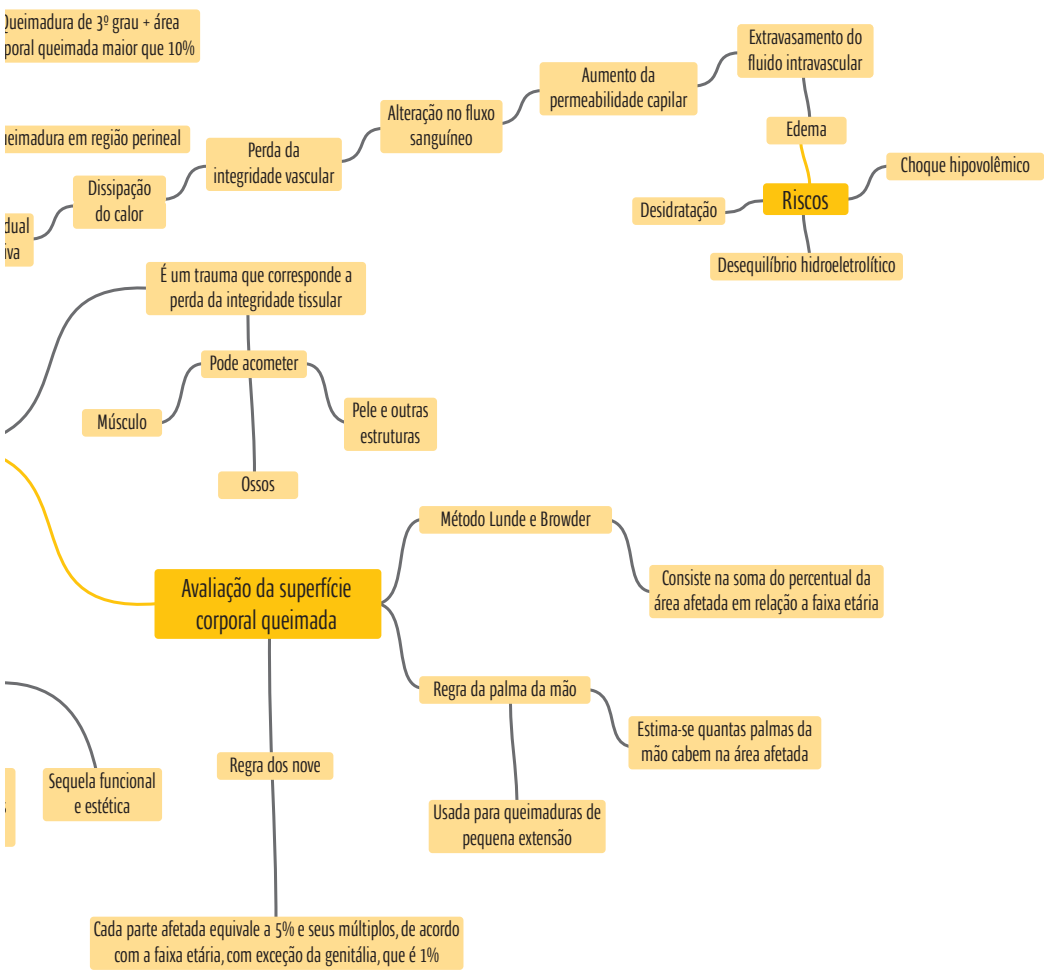 Queimadura de 3º grau + área
poral queimada maior que 10%
Extravasamento do
fluido intravascular
Aumento da
permeabilidade capilar
Alteração no fluxo
sanguíneo
Edema
eimadura em região perineal
Perda da
integridade vascular
Choque hipovolêmico
Dissipação
do calor
Riscos
Desidratação
dual
iva
Desequilíbrio hidroeletrolítico
É um trauma que corresponde a
perda da integridade tissular
Pode acometer
Músculo
Pele e outras
estruturas
Ossos
Método Lunde e Browder
Consiste na soma do percentual da
área afetada em relação a faixa etária
Avaliação da superfície
corporal queimada
Regra da palma da mão
Estima-se quantas palmas da
mão cabem na área afetada
Regra dos nove
Sequela funcional
e estética
Usada para queimaduras de
pequena extensão
Cada parte afetada equivale a 5% e seus múltiplos, de acordo
com a faixa etária, com exceção da genitália, que é 1%